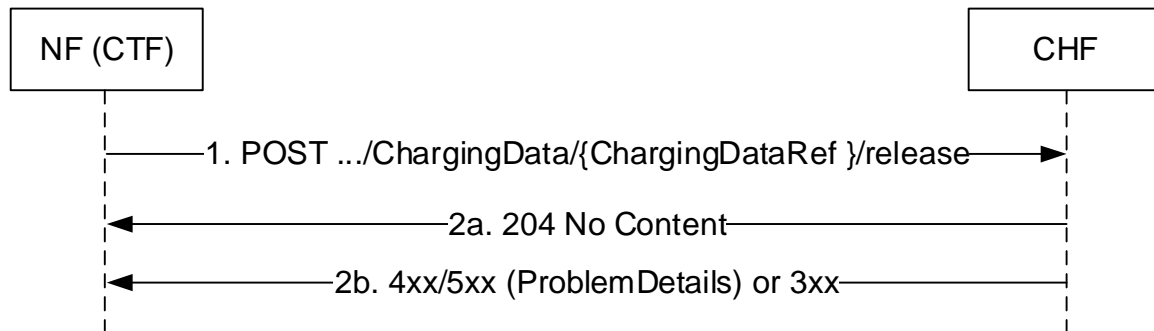 NF (CTF)
CHF
1. POST .../ChargingData/{ChargingDataRef }/release
2a. 204 No Content
2b. 4xx/5xx (ProblemDetails) or 3xx